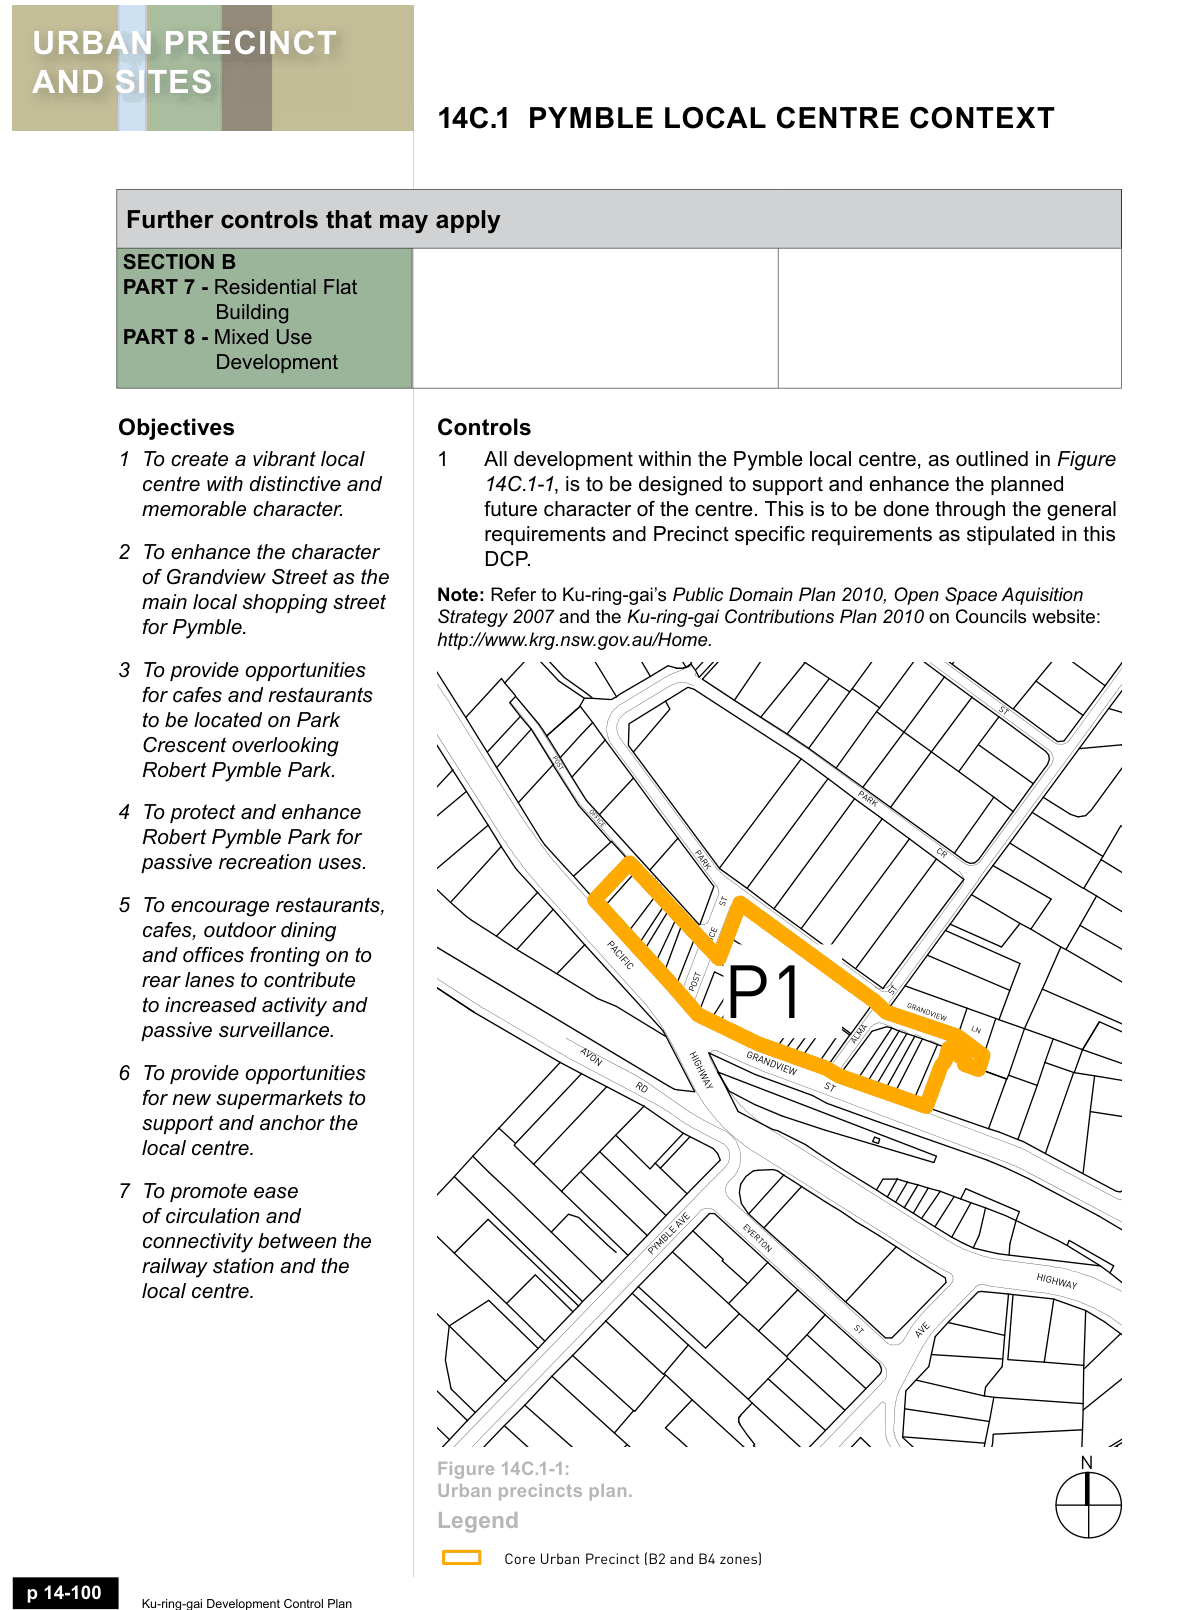 URBAN PRECINCT
AND SITES
14C.1 PYMBLE LOCAL CENTRE CONTEXT
Further controls that may apply
SECTION B
PART 7 - Residential Flat
Building
PART 8 - Mixed Use
Development
Objectives
1 To create a vibrant local
centre with distinctive and
memorable character.
2 To enhance the character
of Grandview Street as the
main local shopping street
for Pymble.
3 To provide opportunities
for cafes and restaurants
to be located on Park
Crescent overlooking
Robert Pymble Park.
4 To protect and enhance
Robert Pymble Park for
passive recreation uses.
5 To encourage restaurants,
cafes, outdoor dining
and offices fronting on to
rear lanes to contribute
to increased activity and
passive surveillance.
6 To provide opportunities
for new supermarkets to
support and anchor the
local centre.
7 To promote ease
of circulation and
connectivity between the
railway station and the
local centre.
Controls
1 All development within the Pymble local centre, as outlined in Figure
14C.1-1, is to be designed to support and enhance the planned
future character of the centre. This is to be done through the general
requirements and Precinct specific requirements as stipulated in this
DCP.
Note: Refer to Ku-ring-gai’s Public Domain Plan 2010, Open Space Aquisition
Strategy 2007 and the Ku-ring-gai Contributions Plan 2010 on Councils website:
http://www.krg.nsw.gov.au/Home.
ST
POST
OFFICE
PARK
CR
PARK
ST
ICE
POST
PACIFIC
HIGHWAY
P1
ST
GRANDVIEW
LN
ALMA
GRANDVIEW
ST
AVON
RD
PYMBLE AVE
EVERTON
ST
HIGHWAY
AVE
Figure 14C.1-1:
Urban precincts plan.
Legend
Core Urban Precinct (B2 and B4 zones)
N
p 14-100
Ku-ring-gai Development Control Plan